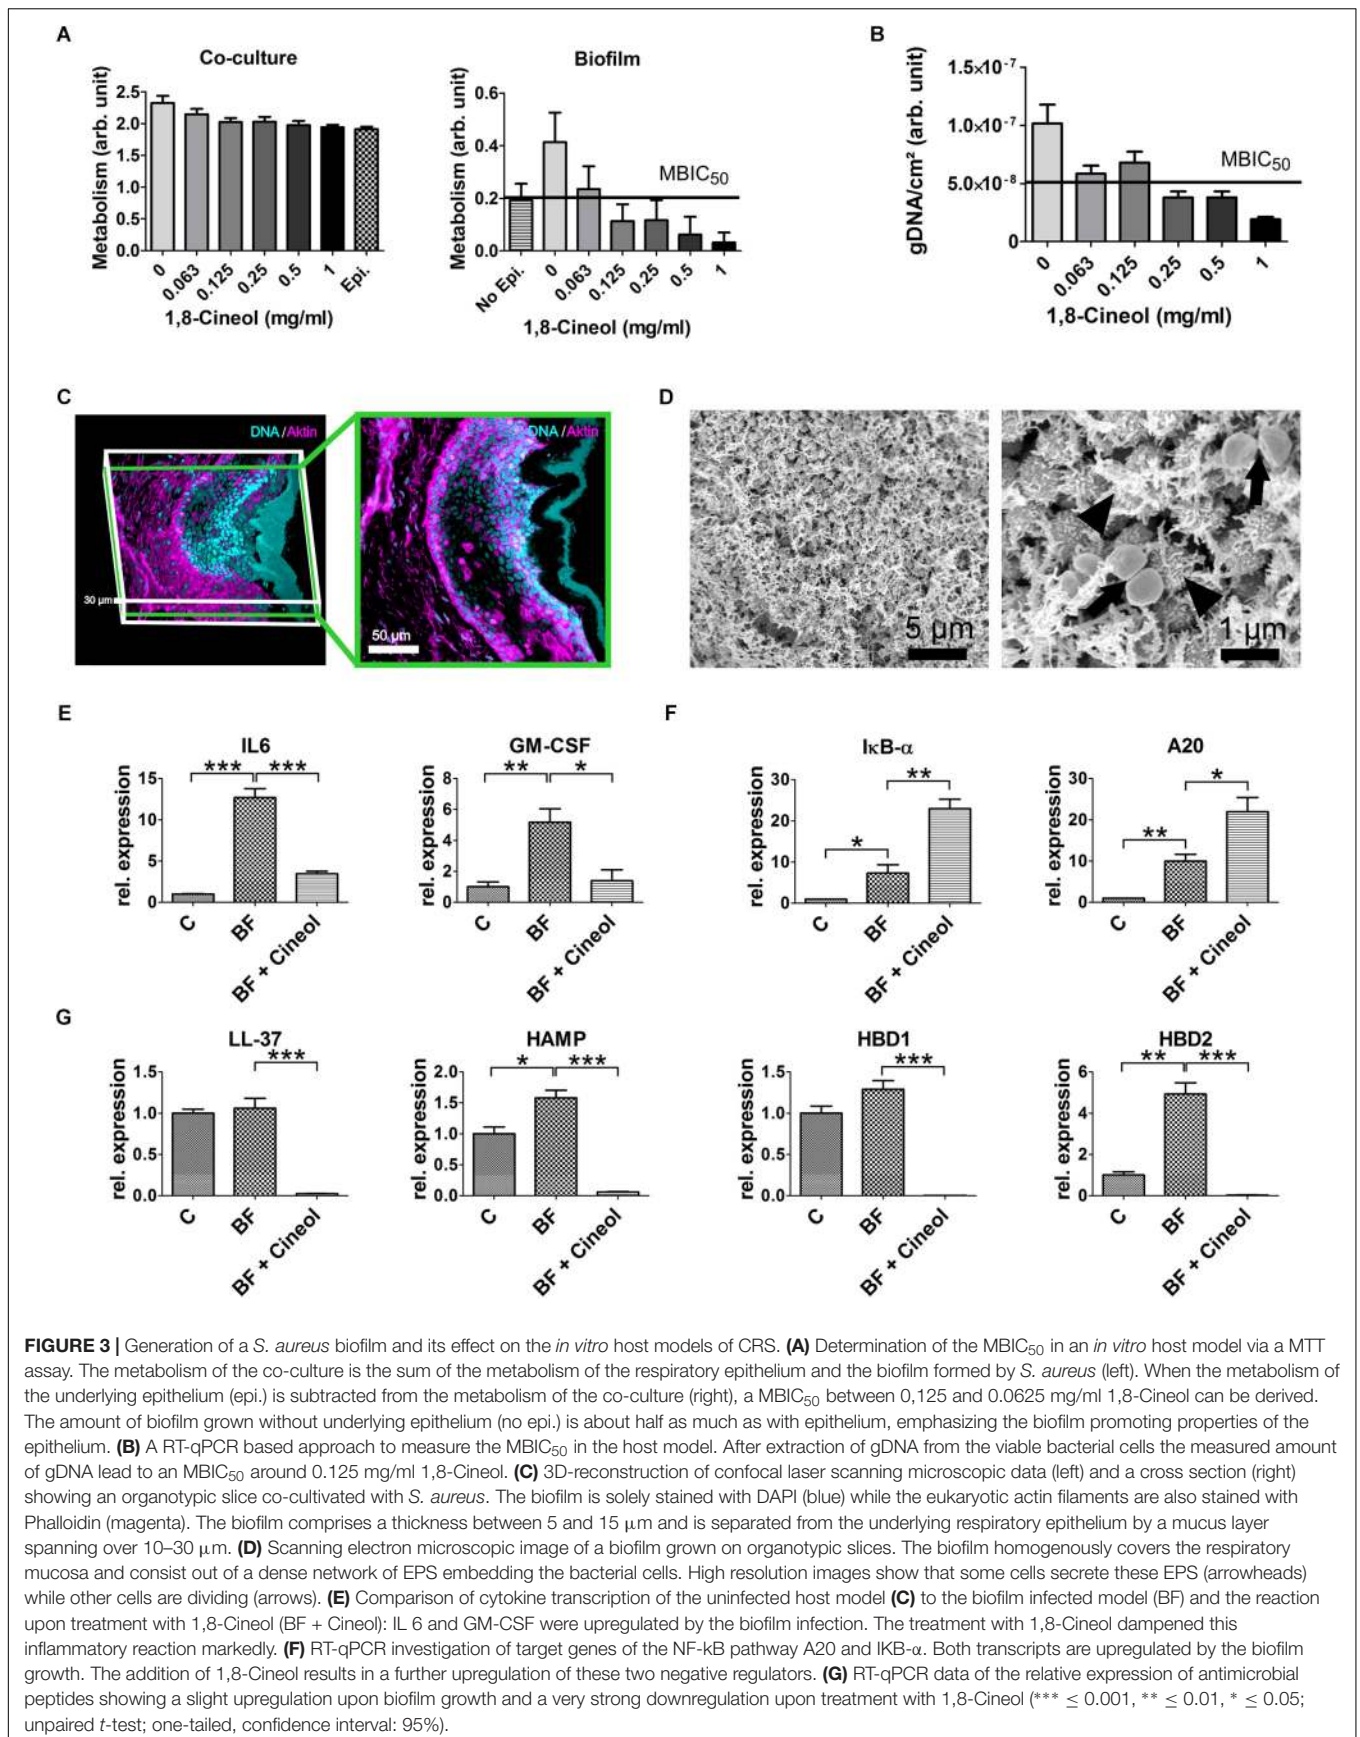 A
Co-culture
Metabolism (arb. unit)
2.5
2.0
1.5
1.0
0.5
0.0
0
0.063
0.125
0.25
0.5
1
Epi.
1,8-Cineol (mg/ml)
Biofilm
Metabolism (arb. unit)
0.6
0.4
0.2
0.0
MBIC50
No Epi.
0
0.063
0.125
0.25
0.5
1
1,8-Cineol (mg/ml)
B
gDNA/cm² (arb. unit)
1.5×10-7
1.0×10-7
5.0×10-8
0
MBIC50
0
0.063
0.125
0.25
0.5
1
1,8-Cineol (mg/ml)
C
DNA/Aktin
30 µm
DNA/Aktin
50 µm
D
5 µm
1 µm
E
IL6
rel. expression
15
10
5
0
*** ***
C
BF
BF + Cineol
GM-CSF
rel. expression
8
6
4
2
0
** *
C
BF
BF + Cineol
F
IκB-α
rel. expression
30
20
10
0
**
*
C
BF
BF + Cineol
A20
rel. expression
30
20
10
0
*
**
C
BF
BF + Cineol
G
LL-37
rel. expression
1.5
1.0
0.5
0.0
***
C
BF
BF + Cineol
HAMP
rel. expression
2.0
1.5
1.0
0.5
0.0
* ***
C
BF
BF + Cineol
HBD1
rel. expression
1.5
1.0
0.5
0.0
***
C
BF
BF + Cineol
HBD2
rel. expression
6
4
2
0
** ***
C
BF
BF + Cineol
FIGURE 3 | Generation of a S. aureus biofilm and its effect on the in vitro host models of CRS. (A) Determination of the MBIC50 in an in vitro host model via a MTT
assay. The metabolism of the co-culture is the sum of the metabolism of the respiratory epithelium and the biofilm formed by S. aureus (left). When the metabolism of
the underlying epithelium (epi.) is subtracted from the metabolism of the co-culture (right), a MBIC50 between 0,125 and 0.0625 mg/ml 1,8-Cineol can be derived.
The amount of biofilm grown without underlying epithelium (no epi.) is about half as much as with epithelium, emphasizing the biofilm promoting properties of the
epithelium. (B) A RT-qPCR based approach to measure the MBIC50 in the host model. After extraction of gDNA from the viable bacterial cells the measured amount
of gDNA lead to an MBIC50 around 0.125 mg/ml 1,8-Cineol. (C) 3D-reconstruction of confocal laser scanning microscopic data (left) and a cross section (right)
showing an organotypic slice co-cultivated with S. aureus. The biofilm is solely stained with DAPI (blue) while the eukaryotic actin filaments are also stained with
Phalloidin (magenta). The biofilm comprises a thickness between 5 and 15 µm and is separated from the underlying respiratory epithelium by a mucus layer
spanning over 10–30 µm. (D) Scanning electron microscopic image of a biofilm grown on organotypic slices. The biofilm homogenously covers the respiratory
mucosa and consist out of a dense network of EPS embedding the bacterial cells. High resolution images show that some cells secrete these EPS (arrowheads)
while other cells are dividing (arrows). (E) Comparison of cytokine transcription of the uninfected host model (C) to the biofilm infected model (BF) and the reaction
upon treatment with 1,8-Cineol (BF + Cineol): IL 6 and GM-CSF were upregulated by the biofilm infection. The treatment with 1,8-Cineol dampened this
inflammatory reaction markedly. (F) RT-qPCR investigation of target genes of the NF-kB pathway A20 and IKB-α. Both transcripts are upregulated by the biofilm
growth. The addition of 1,8-Cineol results in a further upregulation of these two negative regulators. (G) RT-qPCR data of the relative expression of antimicrobial
peptides showing a slight upregulation upon biofilm growth and a very strong downregulation upon treatment with 1,8-Cineol (*** ≤ 0.001, ** ≤ 0.01, * ≤ 0.05;
unpaired t-test; one-tailed, confidence interval: 95%).